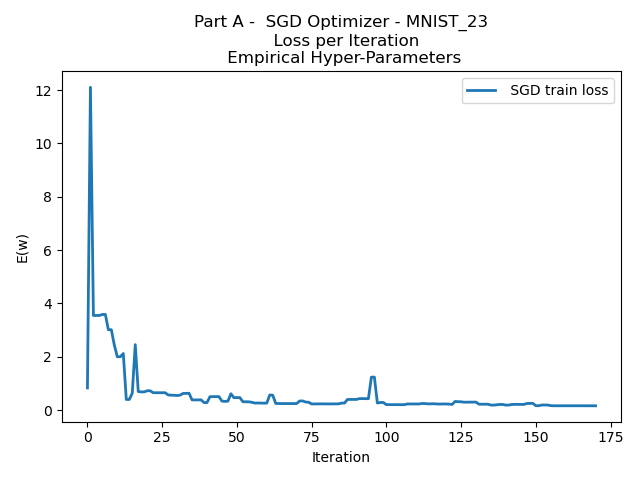 Part A -  SGD Optimizer - MNIST_23
Loss per Iteration
Empirical Hyper-Parameters
SGD train loss
E(w)
12
10
8
6
4
2
0
0 25 50 75 100 125 150 175
Iteration